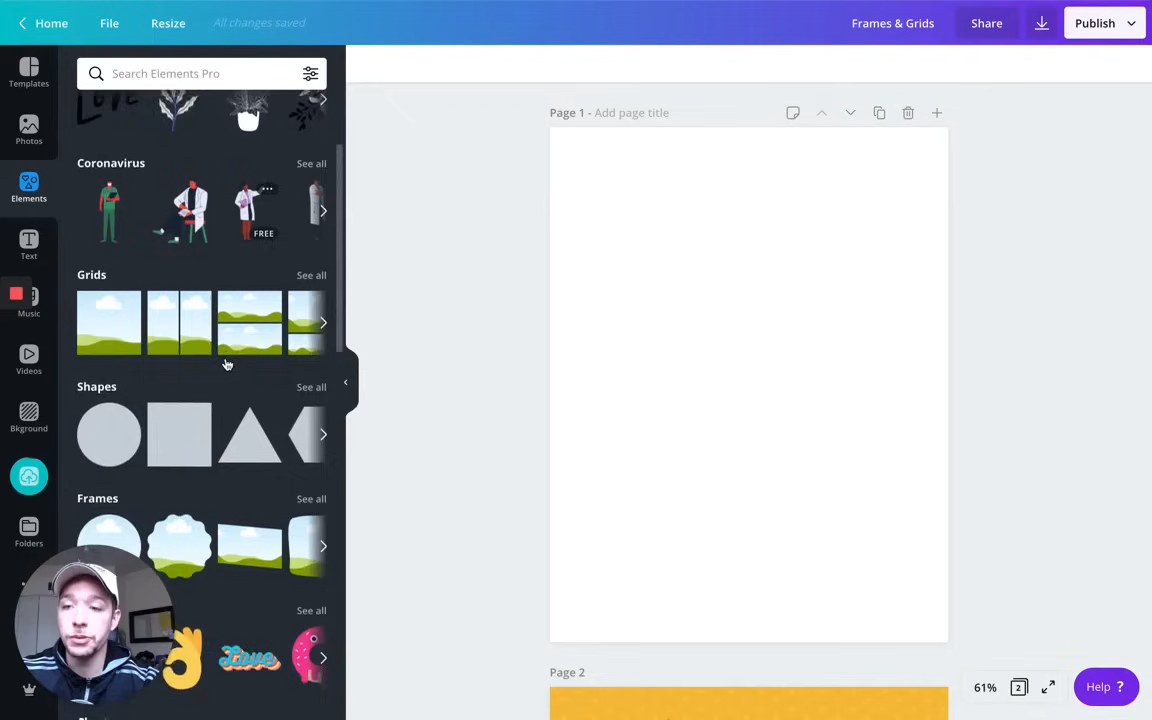 Home File Resize All changes saved Frames & Grids Share Publish
Templates
Photos
Elements
Text
Music
Videos
Bkground
Folders
Search Elements Pro
LOVE
Coronavirus See all
FREE
Grids See all
Shapes See all
Frames See all
See all
Love
Page 1 - Add page title
Page 2
61% 2 Help ?